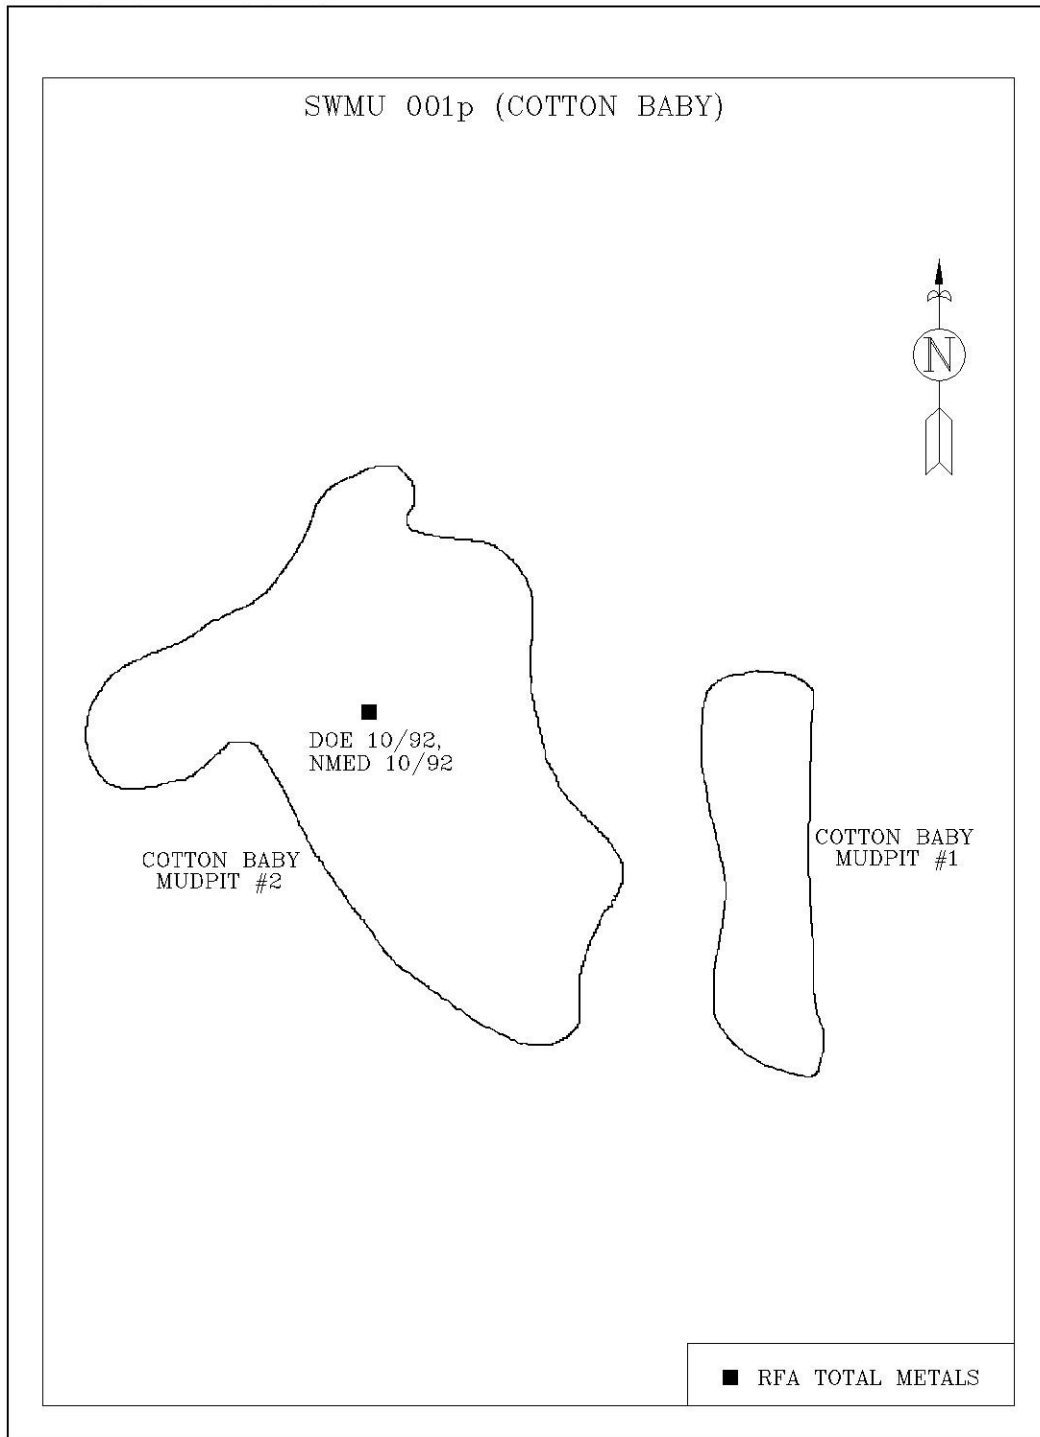 SWMU 001p (COTTON BABY)
N
DOE 10/92,
NMED 10/92
COTTON BABY
MUDPIT #2
COTTON BABY
MUDPIT #1
RFA TOTAL METALS